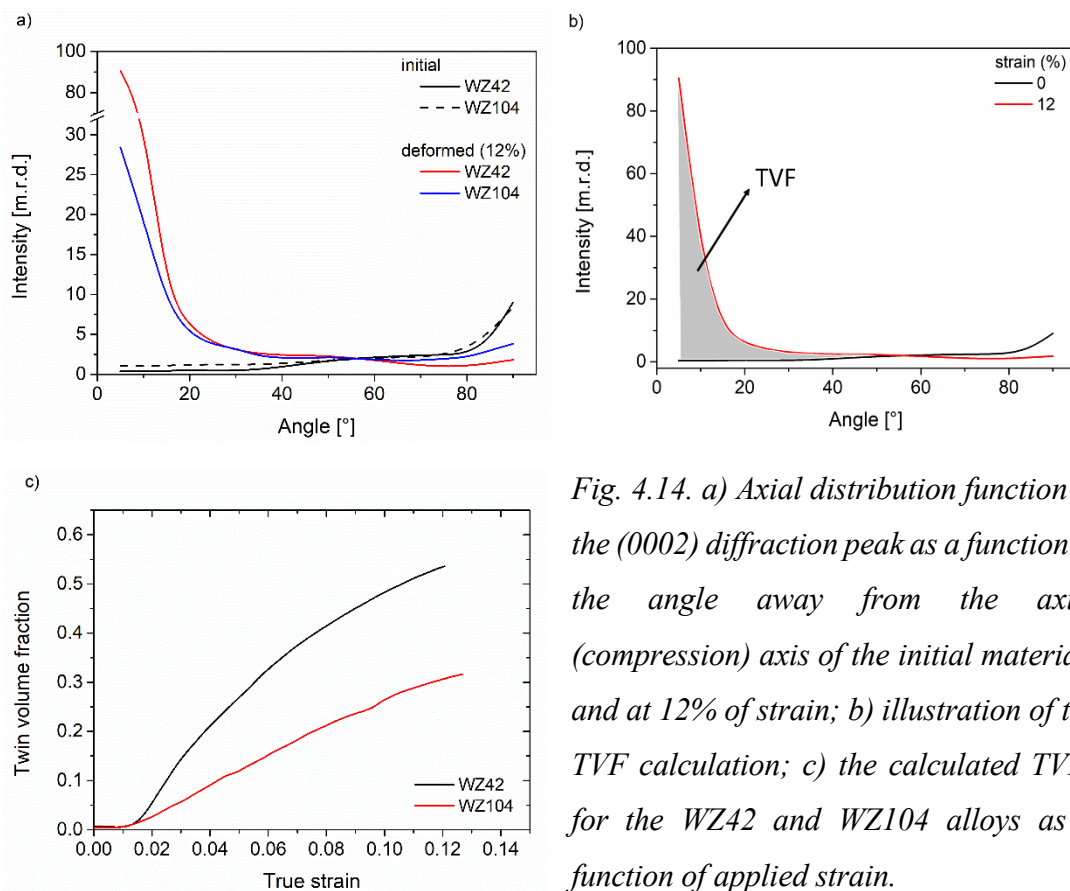 a)
100
80
30
25
20
15
10
5
0
Intensity [m.r.d.]
initial
WZ42
WZ104
deformed (12%)
WZ42
WZ104
0 20 40 60 80
Angle [°]
b)
100
80
60
40
20
0
Intensity [m.r.d.]
strain (%)
0
12
TVF
0 20 40 60 80
Angle [°]
c)
0.6
0.5
0.4
0.3
0.2
0.1
0.0
Twin volume fraction
WZ42
WZ104
0.00 0.02 0.04 0.06 0.08 0.10 0.12 0.14
True strain
Fig. 4.14. a) Axial distribution function
the (0002) diffraction peak as a function
the angle away from the
(compression) axis of the initial
and at 12% of strain; b) illustration of
TVF calculation; c) the calculated
for the WZ42 and WZ104 alloys as
function of applied strain.